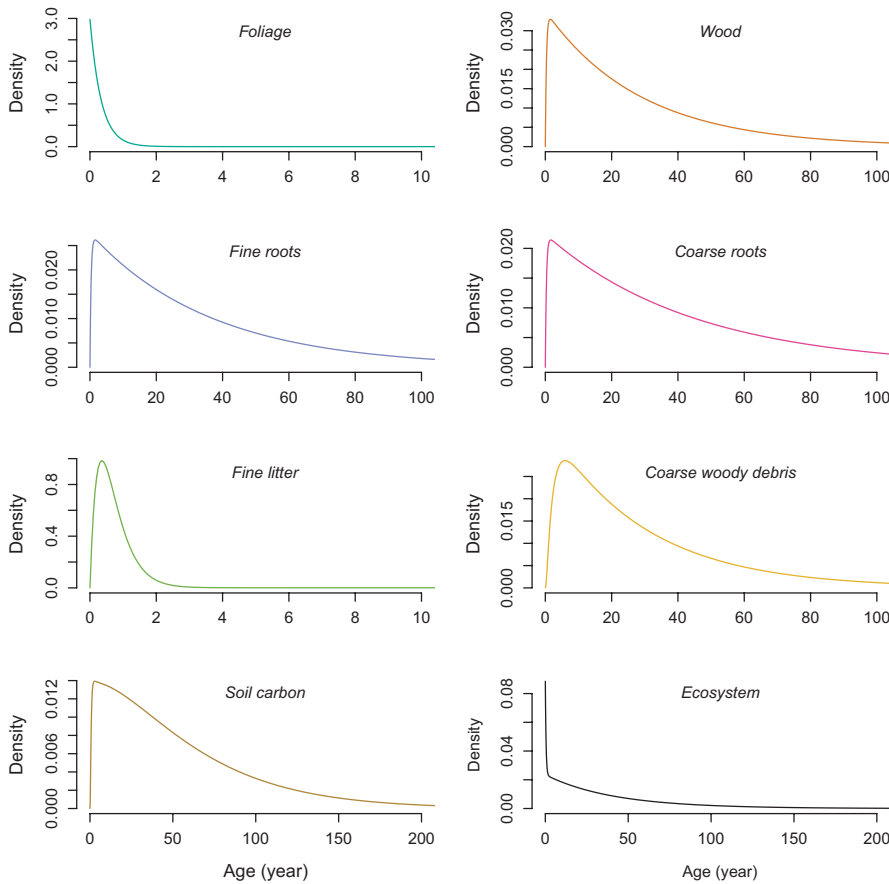 Foliage
Density
0.0 1.0 2.0 3.0
0 2 4 6 8 10
Wood
Density
0.000 0.015 0.030
0 20 40 60 80 100
Fine roots
Density
0.000 0.010 0.020
0 20 40 60 80 100
Coarse roots
Density
0.000 0.010 0.020
0 20 40 60 80 100
Fine litter
Density
0.0 0.4 0.8
0 2 4 6 8 10
Coarse woody debris
Density
0.000 0.015
0 20 40 60 80 100
Soil carbon
Density
0.000 0.006 0.012
0 50 100 150 200
Age (year)
Ecosystem
Density
0.00 0.04 0.08
0 50 100 150 200
Age (year)